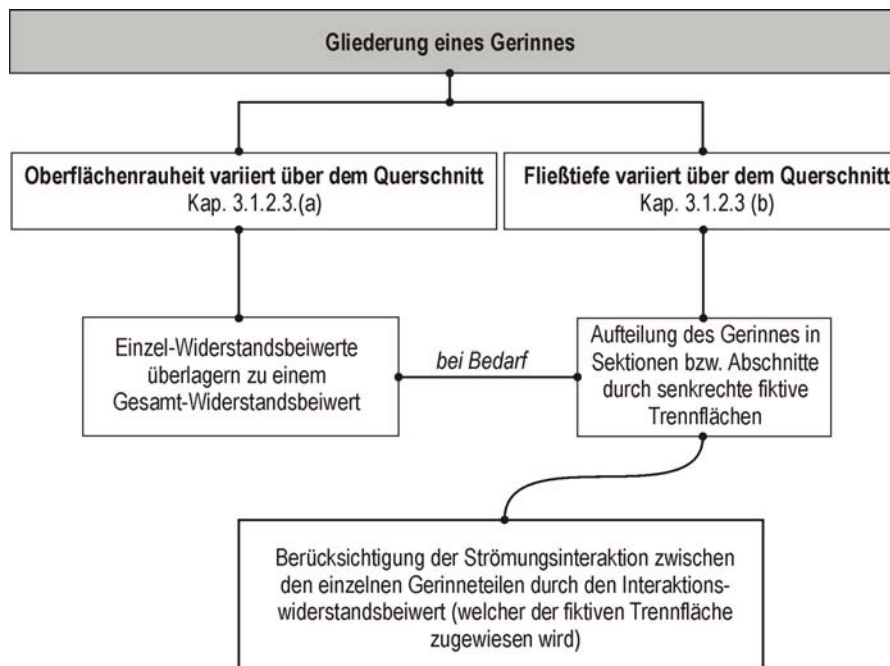 Gliederung eines Gerinnes
Oberflächenrauheit variiert über dem Querschnitt
Kap. 3.1.2.3.(a)
Fließtiefe variiert über dem Querschnitt
Kap. 3.1.2.3 (b)
Einzel-Widerstandsbeiwerte
überlagern zu einem
Gesamt-Widerstandsbeiwert
bei Bedarf
Aufteilung des Gerinnes in
Sektionen bzw. Abschnitte
durch senkrechte fiktive
Trennflächen
Berücksichtigung der Strömungsinteraktion zwischen
den einzelnen Gerinneteilen durch den Interaktions-
widerstandsbeiwert (welcher der fiktiven Trennfläche
zugewiesen wird)